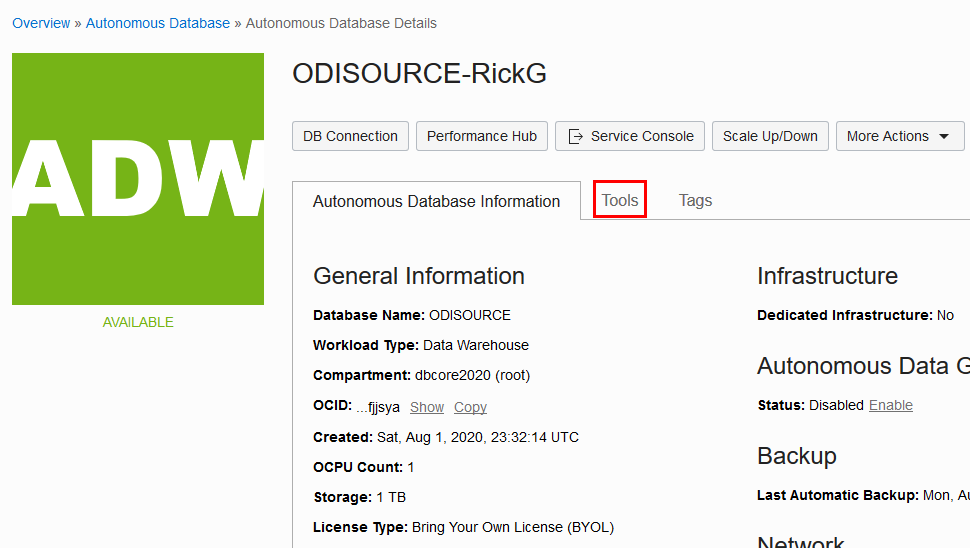 Overview » Autonomous Database » Autonomous Database Details
ADW
AVAILABLE
ODISOURCE-RickG
DB Connection Performance Hub Service Console Scale Up/Down More Actions
Autonomous Database Information Tools Tags
General Information
Database Name: ODISOURCE
Workload Type: Data Warehouse
Compartment: dbcore2020 (root)
OCID: ...fjjsya Show Copy
Created: Sat, Aug 1, 2020, 23:32:14 UTC
OCPU Count: 1
Storage: 1 TB
License Type: Bring Your Own License (BYOL)
Infrastructure
Dedicated Infrastructure: No
Autonomous Data G
Status: Disabled Enable
Backup
Last Automatic Backup: Mon, Au
Network